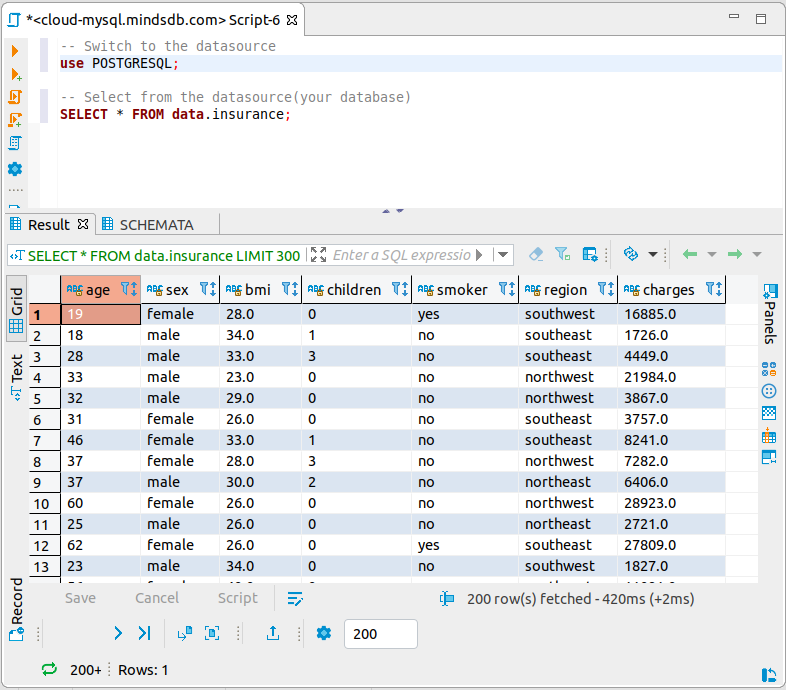 *<cloud-mysql.mindsdb.com> Script-6
-- Switch to the datasource
use POSTGRESQL;
-- Select from the datasource(your database)
SELECT * FROM data.insurance;
Result SCHEMATA
SELECT * FROM data.insurance LIMIT 300 Enter a SQL expressio
Grid
Text
Record
ABC age ABC sex ABC bmi ABC children ABC smoker ABC region ABC charges
1 19 female 28.0 0 yes southwest 16885.0
2 18 male 34.0 1 no southeast 1726.0
3 28 male 33.0 3 no southeast 4449.0
4 33 male 23.0 0 no northwest 21984.0
5 32 male 29.0 0 no northwest 3867.0
6 31 female 26.0 0 no southeast 3757.0
7 46 female 33.0 1 no southeast 8241.0
8 37 female 28.0 3 no northwest 7282.0
9 37 male 30.0 2 no northeast 6406.0
10 60 female 26.0 0 no northwest 28923.0
11 25 male 26.0 0 no northeast 2721.0
12 62 female 26.0 0 yes southeast 27809.0
13 23 male 34.0 0 no southwest 1827.0
Panels
Save Cancel Script 200 row(s) fetched - 420ms (+2ms)
200
200+ Rows: 1